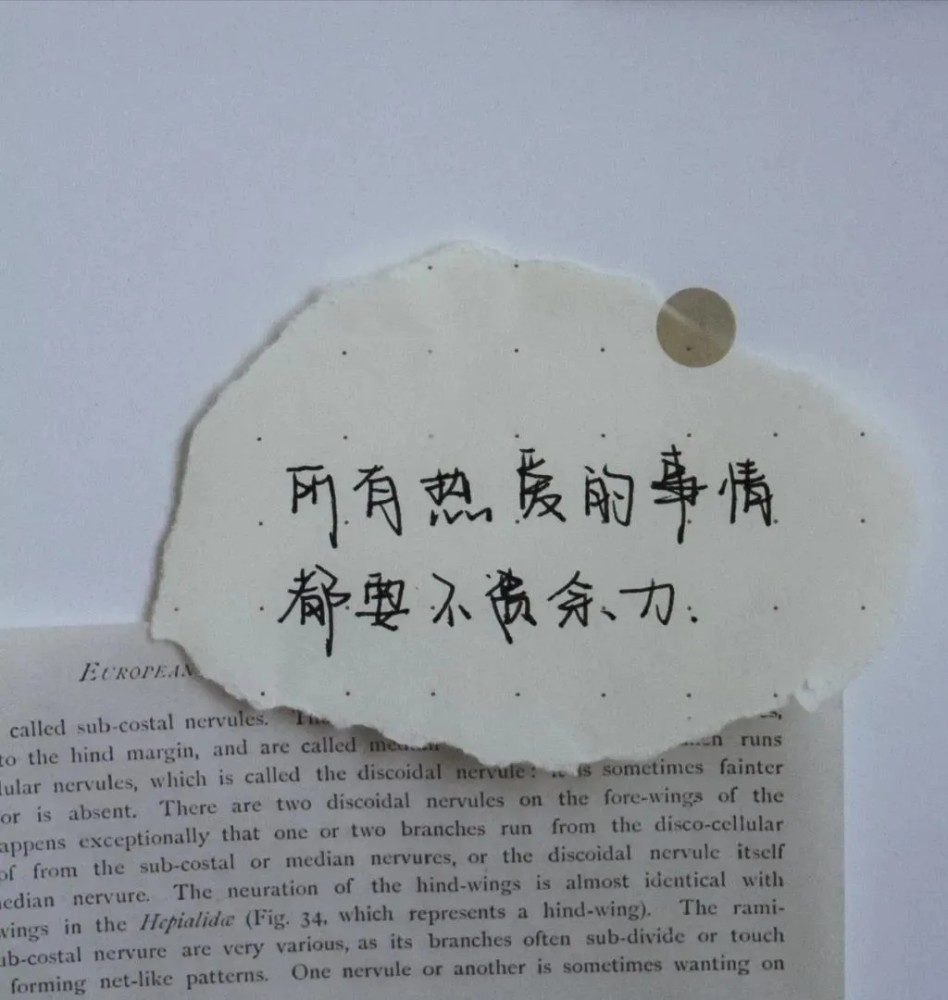 所有热爱的事情
都要不费余力.
EUROPEAN
called sub-costal nervules.
to the hind margin, and are called runs
nervules, which is called the discoidal nervule: is sometimes fainter
or is absent. There are two discoidal nervules on the fore-wings of the
appens exceptionally that one or two branches run from the disco-cellular
of from the sub-costal or median nervures, or the discoidal nervule itself
edian nervure. The neuration of the hind-wings is almost identical with
wings in the Hepialidæ (Fig. 34, which represents a hind-wing). The rami-
ub-costal nervure are very various, as its branches often sub-divide or touch
forming net-like patterns. One nervule or another is sometimes wanting on